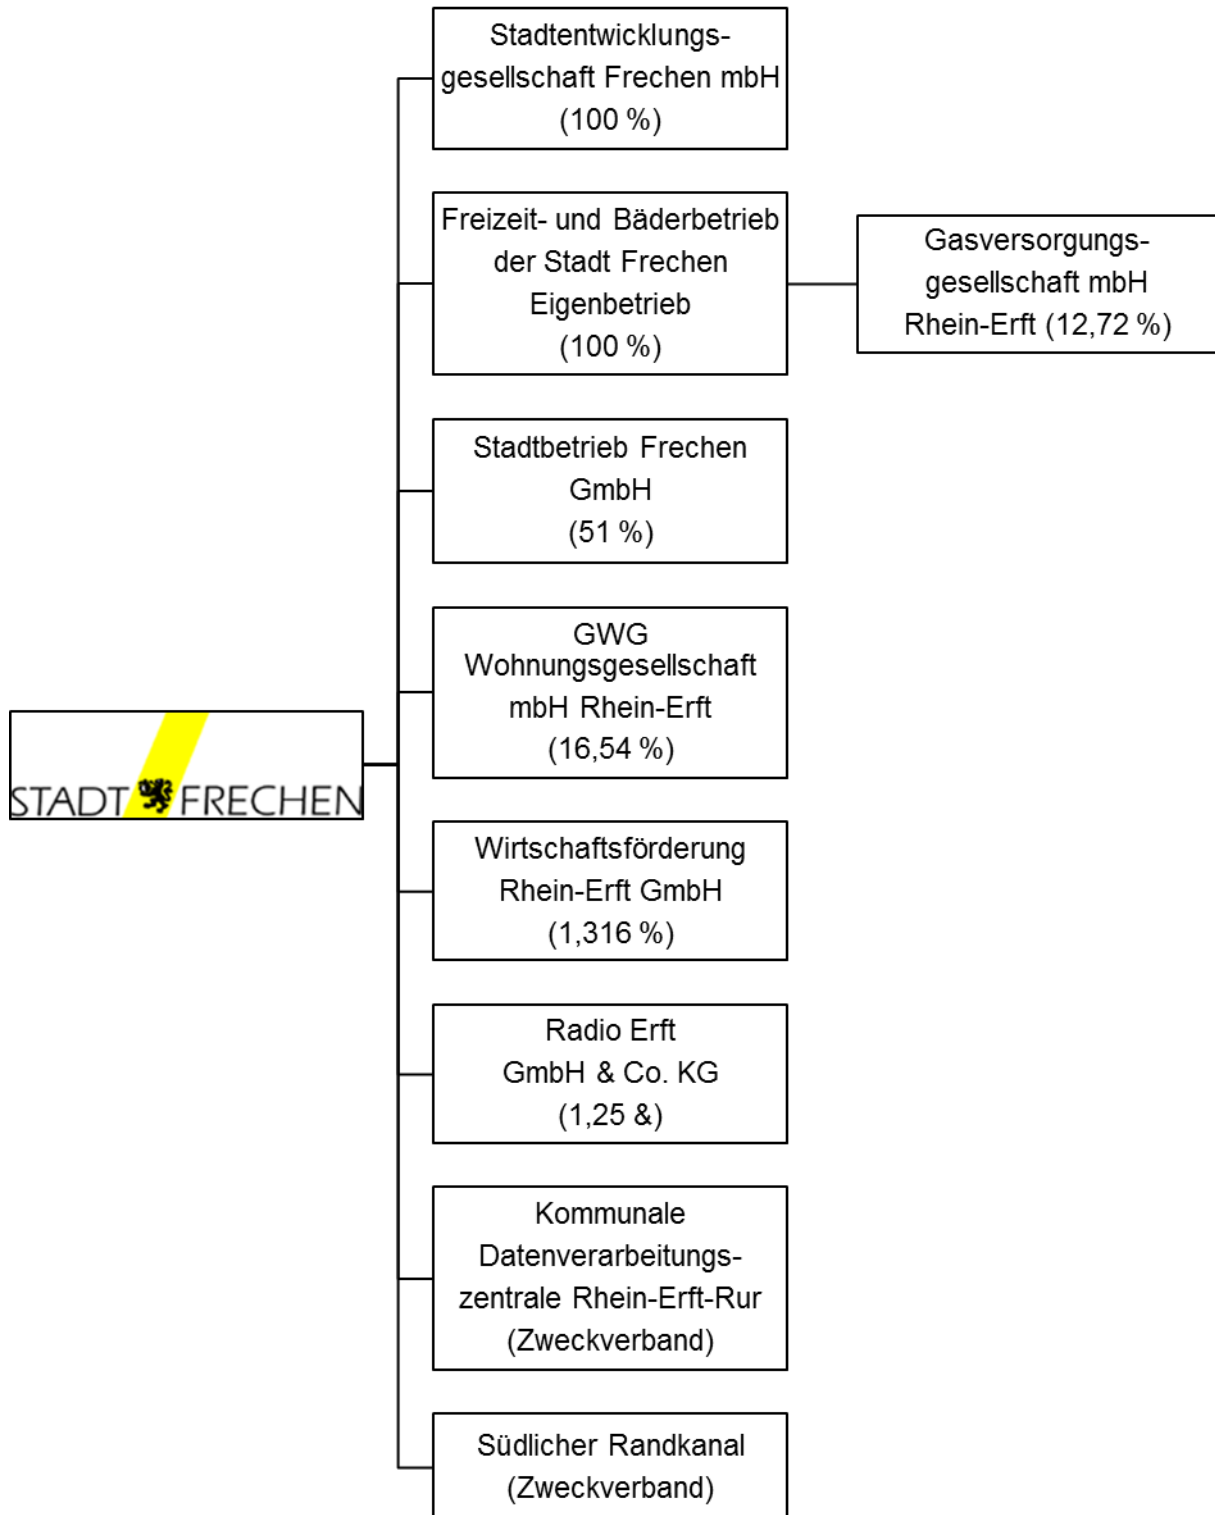 Stadtentwicklungs-
gesellschaft Frechen mbH
(100 %)
Freizeit- und Bäderbetrieb
der Stadt Frechen
Eigenbetrieb
(100 %)
Gasversorgungs-
gesellschaft mbH
Rhein-Erft (12,72 %)
Stadtbetrieb Frechen
GmbH
(51 %)
GWG
Wohnungsgesellschaft
mbH Rhein-Erft
(16,54 %)
STADT FRECHEN
Wirtschaftsförderung
Rhein-Erft GmbH
(1,316 %)
Radio Erft
GmbH & Co. KG
(1,25 &)
Kommunale
Datenverarbeitungs-
zentrale Rhein-Erft-Rur
(Zweckverband)
Südlicher Randkanal
(Zweckverband)